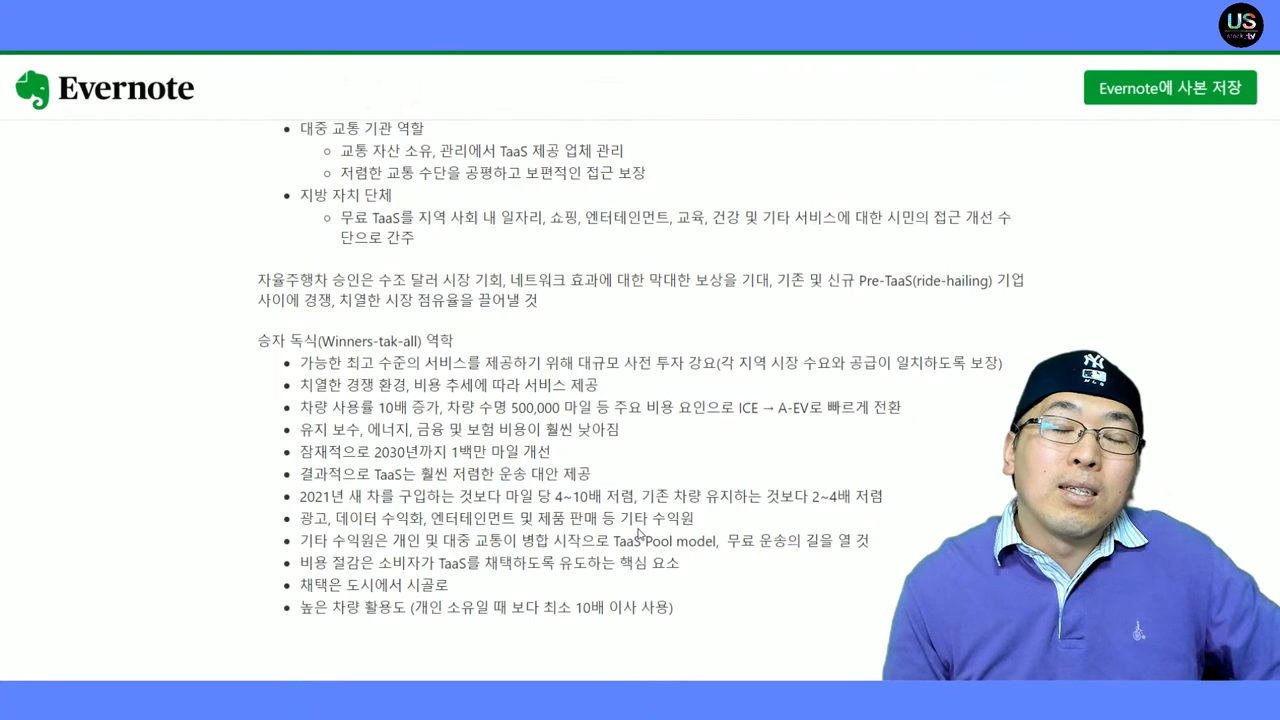 US
Stock.tv
Evernote
Evernote에 사본 저장
• 대중 교통 기관 역할
○ 교통 자산 소유, 관리에서 TaaS 제공 업체 관리
○ 저렴한 교통 수단을 공평하고 보편적인 접근 보장
• 지방 자치 단체
○ 무료 TaaS를 지역 사회 내 일자리, 쇼핑, 엔터테인먼트, 교육, 건강 및 기타 서비스에 대한 시민의 접근 개선 수
단으로 간주
자율주행차 승인은 수조 달러 시장 기회, 네트워크 효과에 대한 막대한 보상을 기대, 기존 및 신규 Pre-TaaS(ride-hailing) 기업
사이에 경쟁, 치열한 시장 점유율을 끌어낼 것
승자 독식(Winners-tak-all) 역학
• 가능한 최고 수준의 서비스를 제공하기 위해 대규모 사전 투자 강요(각 지역 시장 수요와 공급이 일치하도록 보장)
• 치열한 경쟁 환경, 비용 추세에 따라 서비스 제공
• 차량 사용률 10배 증가, 차량 수명 500,000 마일 등 주요 비용 요인으로 ICE → A-EV로 빠르게 전환
• 유지 보수, 에너지, 금융 및 보험 비용이 훨씬 낮아짐
• 잠재적으로 2030년까지 1백만 마일 개선
• 결과적으로 TaaS는 훨씬 저렴한 운송 대안 제공
• 2021년 새 차를 구입하는 것보다 마일 당 4~10배 저렴, 기존 차량 유지하는 것보다 2~4배 저렴
• 광고, 데이터 수익화, 엔터테인먼트 및 제품 판매 등 기타 수익원
• 기타 수익원은 개인 및 대중 교통이 병합 시작으로 TaaS Pool model, 무료 운송의 길을 열 것
• 비용 절감은 소비자가 TaaS를 채택하도록 유도하는 핵심 요소
• 채택은 도시에서 시골로
• 높은 차량 활용도 (개인 소유일 때 보다 최소 10배 이사 사용)
MLB